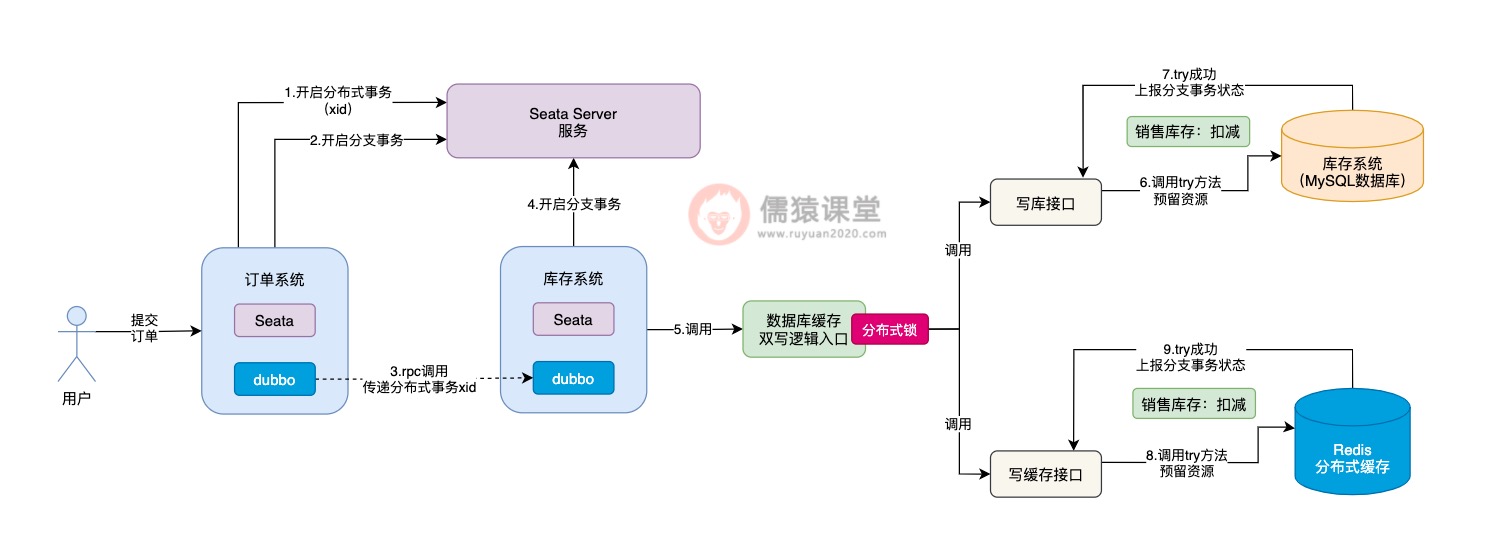 1.开启分布式事务
（xid）
2.开启分支事务
Seata Server
服务
4.开启分支事务
用户
提交
订单
订单系统
Seata
dubbo
3.rpc调用
传递分布式事务xid
库存系统
Seata
dubbo
5.调用
数据库缓存
双写逻辑入口
分布式锁
儒猿课堂
www.ruyuan2020.com
调用
调用
写库接口
7.try成功
上报分支事务状态
销售库存：扣减
6.调用try方法
预留资源
库存系统
（MySQL数据库）
写缓存接口
9.try成功
上报分支事务状态
销售库存：扣减
8.调用try方法
预留资源
Redis
分布式缓存